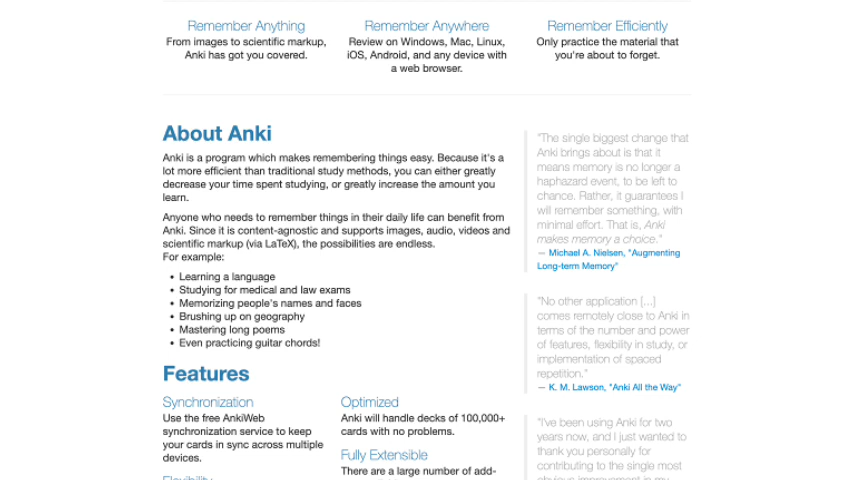 Remember Anything
From images to scientific markup,
Anki has got you covered.
Remember Anywhere
Review on Windows, Mac, Linux,
iOS, Android, and any device with
a web browser.
Remember Efficiently
Only practice the material that
you're about to forget.
About Anki
Anki is a program which makes remembering things easy. Because it's a
lot more efficient than traditional study methods, you can either greatly
decrease your time spent studying, or greatly increase the amount you
learn.
Anyone who needs to remember things in their daily life can benefit from
Anki. Since it is content-agnostic and supports images, audio, videos and
scientific markup (via LaTeX), the possibilities are endless.
For example:
• Learning a language
• Studying for medical and law exams
• Memorizing people's names and faces
• Brushing up on geography
• Mastering long poems
• Even practicing guitar chords!
Features
Synchronization
Use the free AnkiWeb
synchronization service to keep
your cards in sync across multiple
devices.
Flexibility
Optimized
Anki will handle decks of 100,000+
cards with no problems.
Fully Extensible
There are a large number of add-
"The single biggest change that
Anki brings about is that it
means memory is no longer a
haphazard event, to be left to
chance. Rather, it guarantees I
will remember something, with
minimal effort. That is, Anki
makes memory a choice."
— Michael A. Nielsen, "Augmenting
Long-term Memory"
"No other application [...]
comes remotely close to Anki in
terms of the number and power
of features, flexibility in study, or
implementation of spaced
repetition."
— K. M. Lawson, "Anki All the Way"
"I've been using Anki for two
years now, and I just wanted to
thank you personally for
contributing to the single most
obvious improvement in my